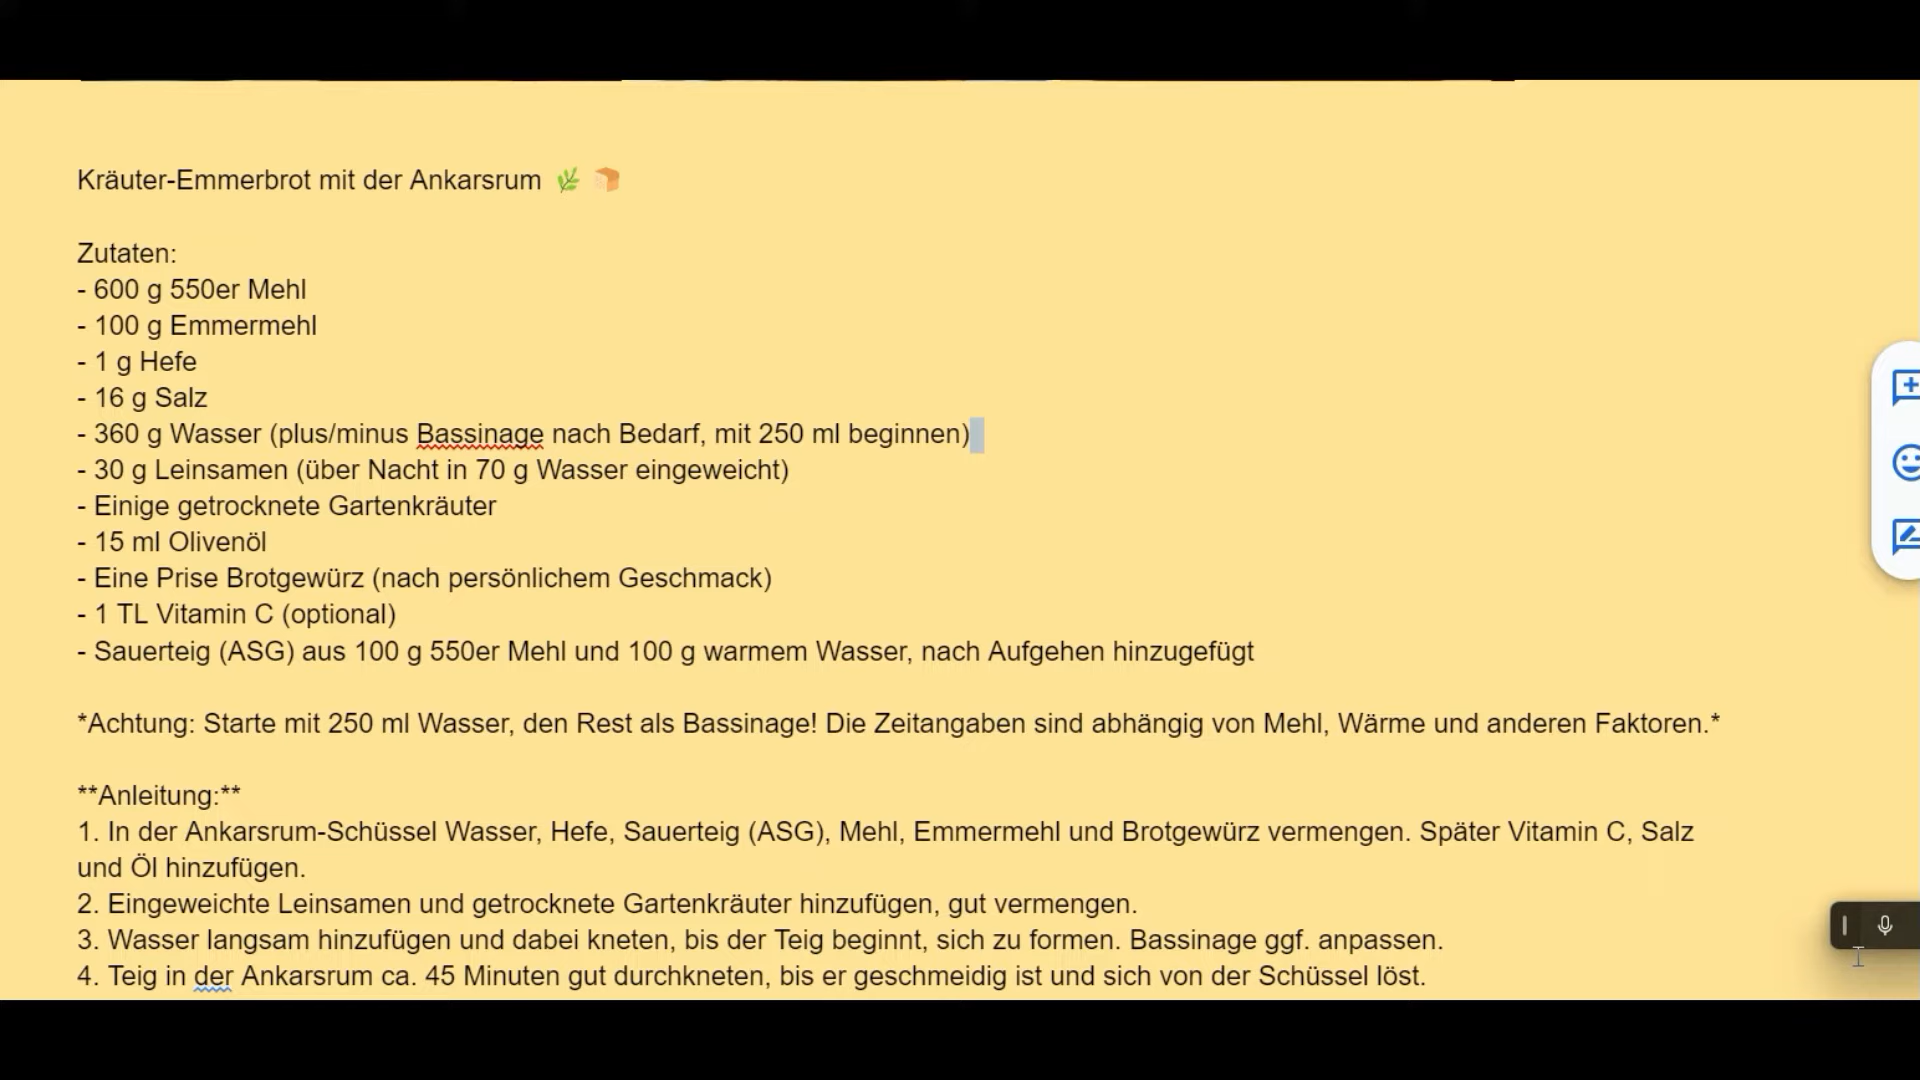 Kräuter-Emmerbrot mit der Ankarsrum 🌿 🍞
Zutaten:
- 600 g 550er Mehl
- 100 g Emmermehl
- 1 g Hefe
- 16 g Salz
- 360 g Wasser (plus/minus Bassinage nach Bedarf, mit 250 ml beginnen)
- 30 g Leinsamen (über Nacht in 70 g Wasser eingeweicht)
- Einige getrocknete Gartenkräuter
- 15 ml Olivenöl
- Eine Prise Brotgewürz (nach persönlichem Geschmack)
- 1 TL Vitamin C (optional)
- Sauerteig (ASG) aus 100 g 550er Mehl und 100 g warmem Wasser, nach Aufgehen hinzugefügt
*Achtung: Starte mit 250 ml Wasser, den Rest als Bassinage! Die Zeitangaben sind abhängig von Mehl, Wärme und anderen Faktoren.*
**Anleitung:**
1. In der Ankarsrum-Schüssel Wasser, Hefe, Sauerteig (ASG), Mehl, Emmermehl und Brotgewürz vermengen. Später Vitamin C, Salz
und Öl hinzufügen.
2. Eingeweichte Leinsamen und getrocknete Gartenkräuter hinzufügen, gut vermengen.
3. Wasser langsam hinzufügen und dabei kneten, bis der Teig beginnt, sich zu formen. Bassinage ggf. anpassen.
4. Teig in der Ankarsrum ca. 45 Minuten gut durchkneten, bis er geschmeidig ist und sich von der Schüssel löst.